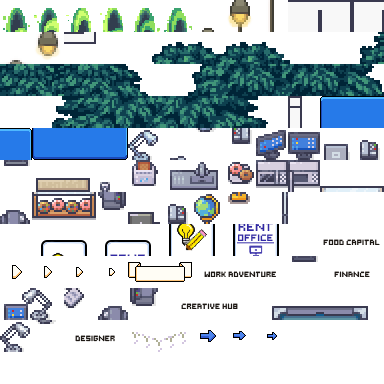 RENT
OFFICE
FOOD CAPITAL
WORK ADVENTURE
FINANCE
CREATIVE HUB
DESIGNER